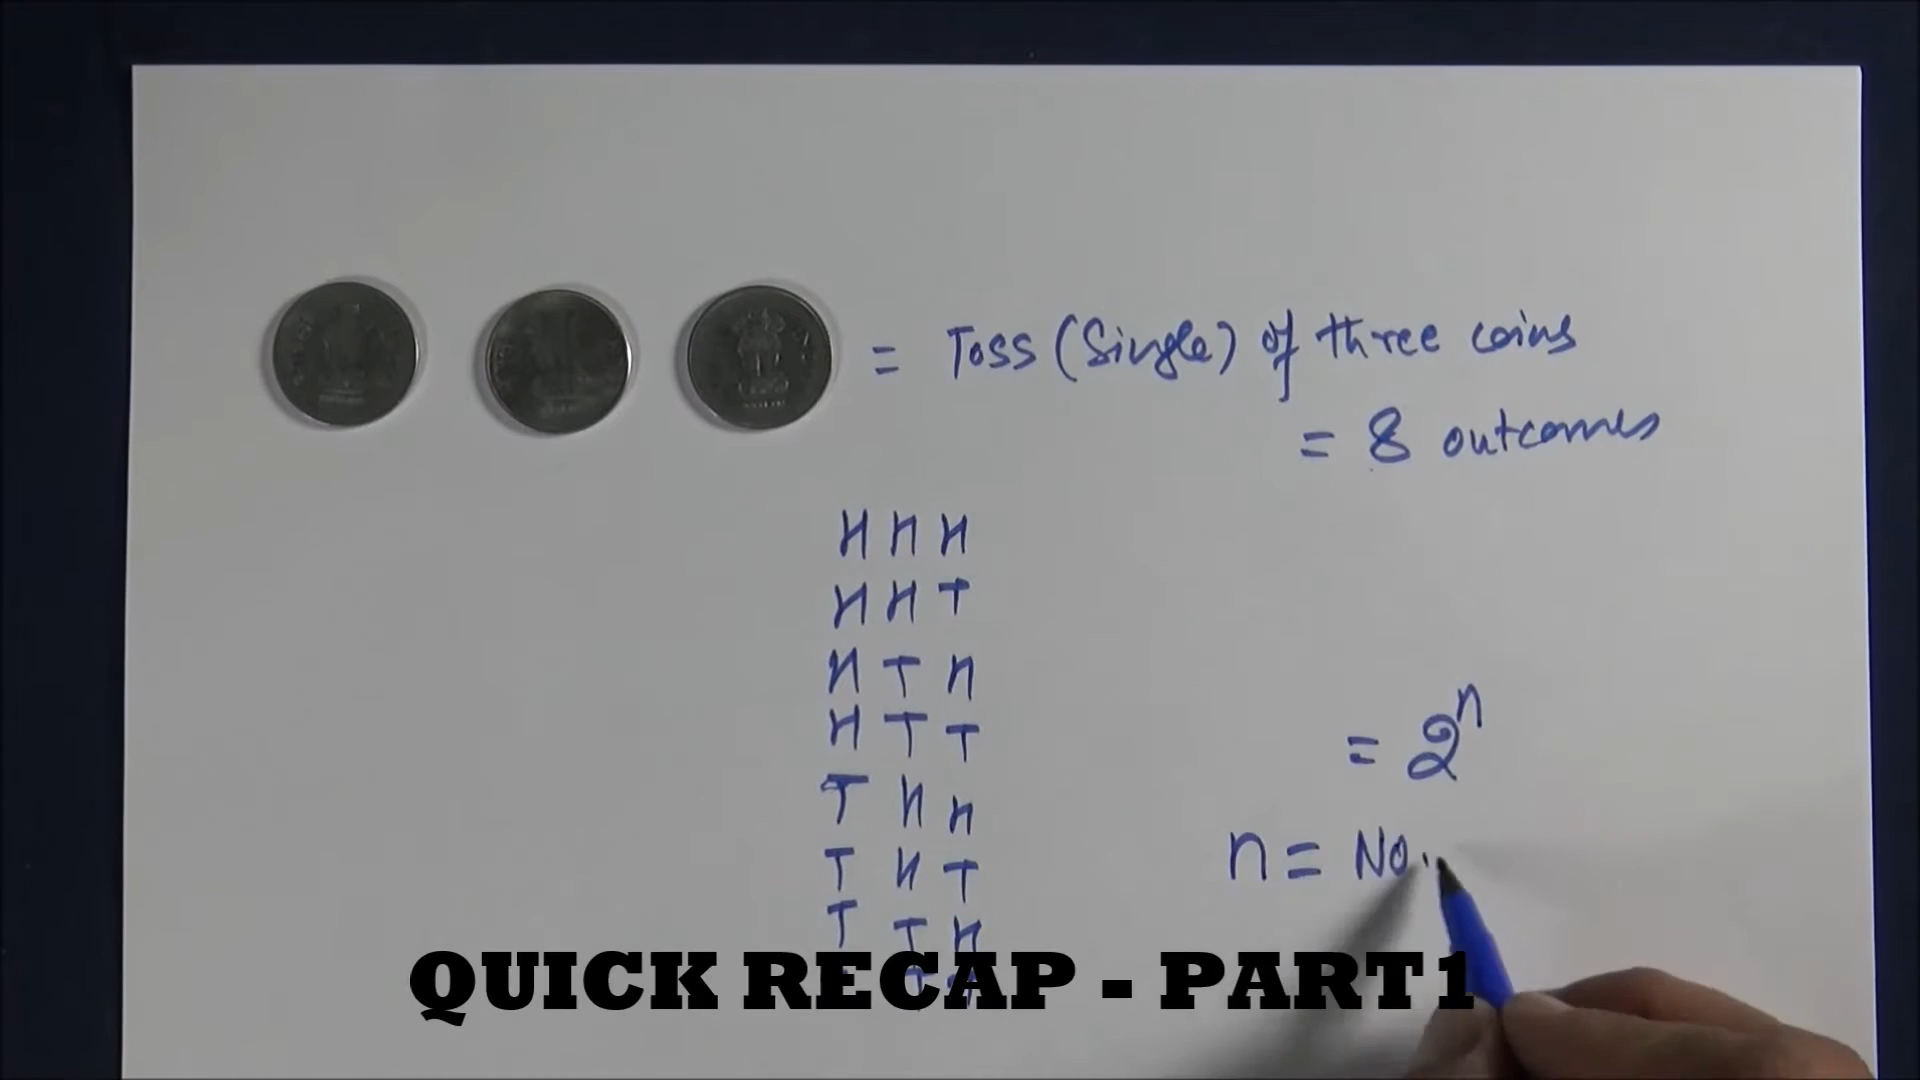 = Toss (Single) of three coins
= 8 outcomes
H H H
H H T
H T H
H T T
T H H
T H T
T T H
= 2ⁿ
n = No.
QUICK RECAP - PART1